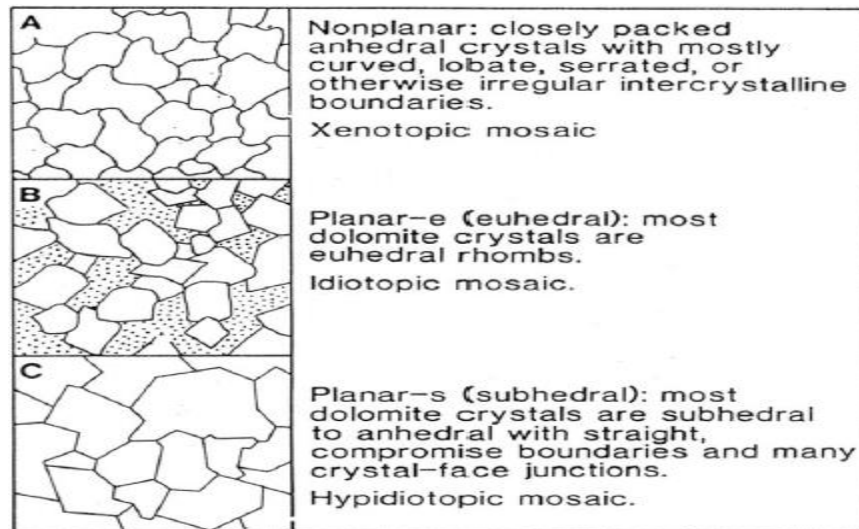 A
Nonplanar: closely packed
anhedral crystals with mostly
curved, lobate, serrated, or
otherwise irregular intercrystalline
boundaries.
Xenotopic mosaic
B
Planar-e (euhedral): most
dolomite crystals are
euhedral rhombs.
Idiotopic mosaic.
C
Planar-s (subhedral): most
dolomite crystals are subhedral
to anhedral with straight,
compromise boundaries and many
crystal-face junctions.
Hypidiotopic mosaic.